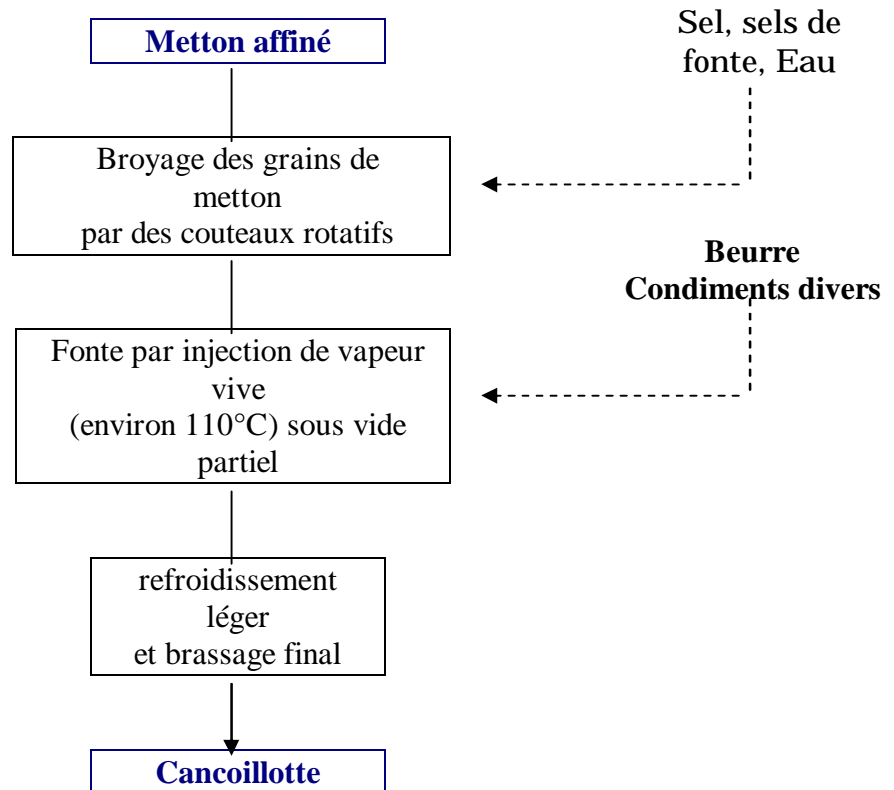 Metton affiné
Sel, sels de
fonte, Eau
Broyage des grains de
metton
par des couteaux rotatifs
Beurre
Condiments divers
Fonte par injection de vapeur
vive
(environ 110°C) sous vide
partiel
refroidissement
léger
et brassage final
Cancoillotte